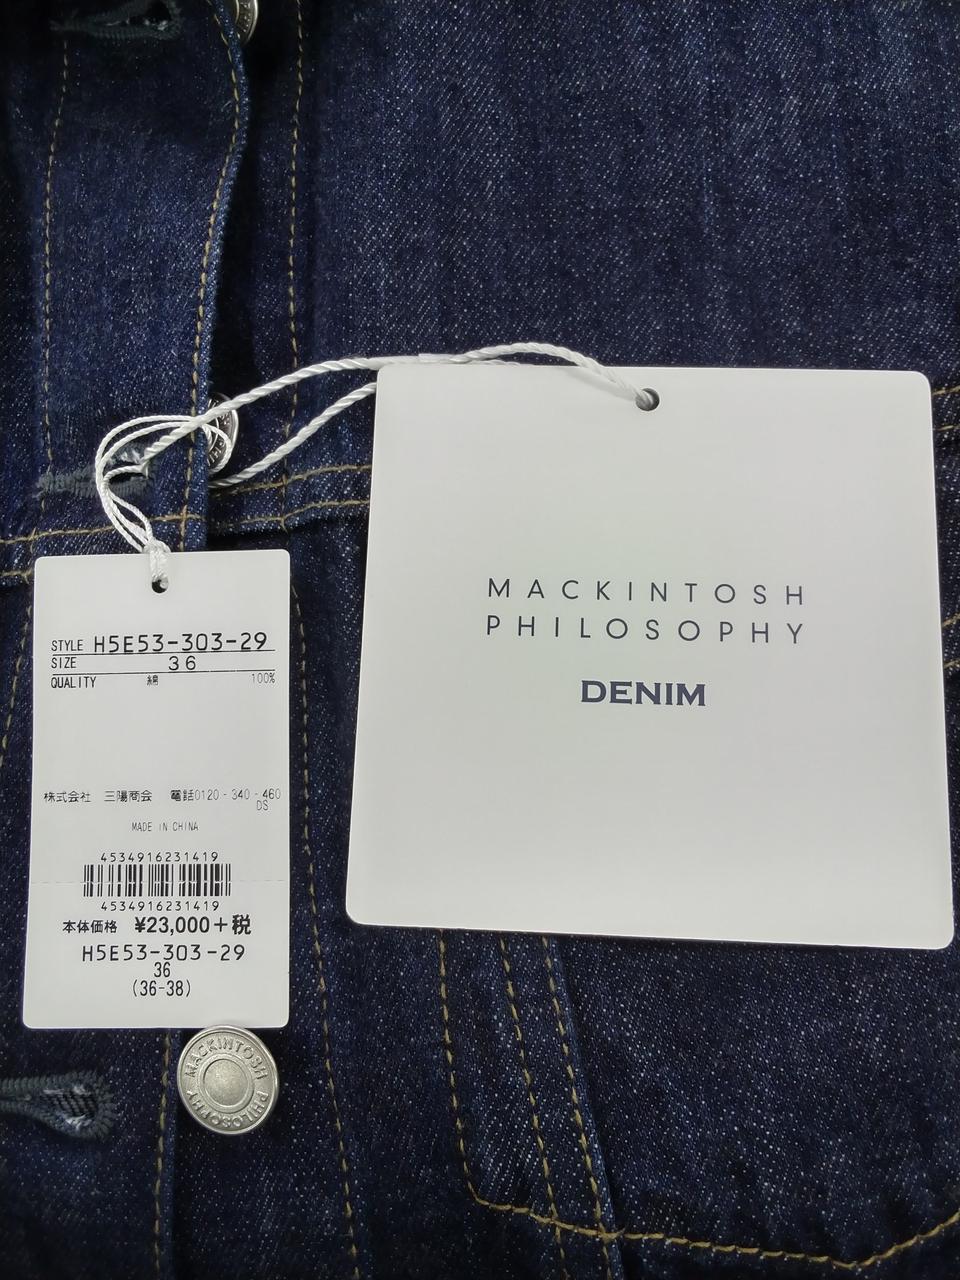 STYLE H5E53-303-29
SIZE 36
QUALITY 綿 100%
株式会社 三陽商会 電話0120-340-460
DS
MADE IN CHINA
4534916231419
4534916231419
本体価格 ¥23,000+税
H5E53-303-29
36
(36-38)
MACKINTOSH
PHILOSOPHY
DENIM
MACKINTOSH PHILOSOPHY